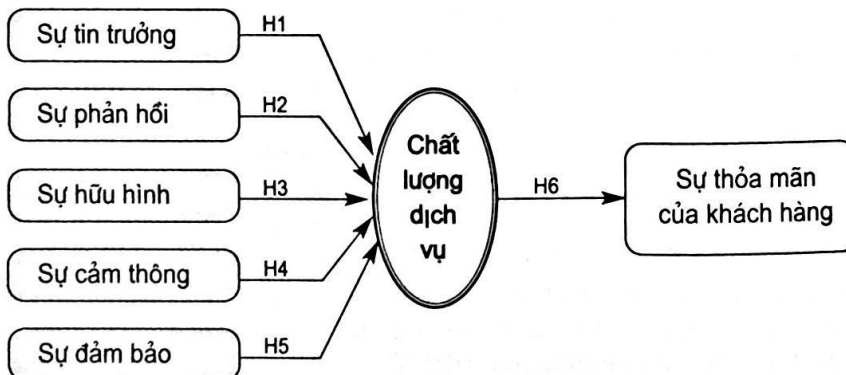 Sự tin trưởng
H1
Sự phản hồi
H2
Sự hữu hình
H3
Sự cảm thông
H4
Sự đảm bảo
H5
Chất
lượng
dịch
vụ
H6
Sự thỏa mãn
của khách hàng